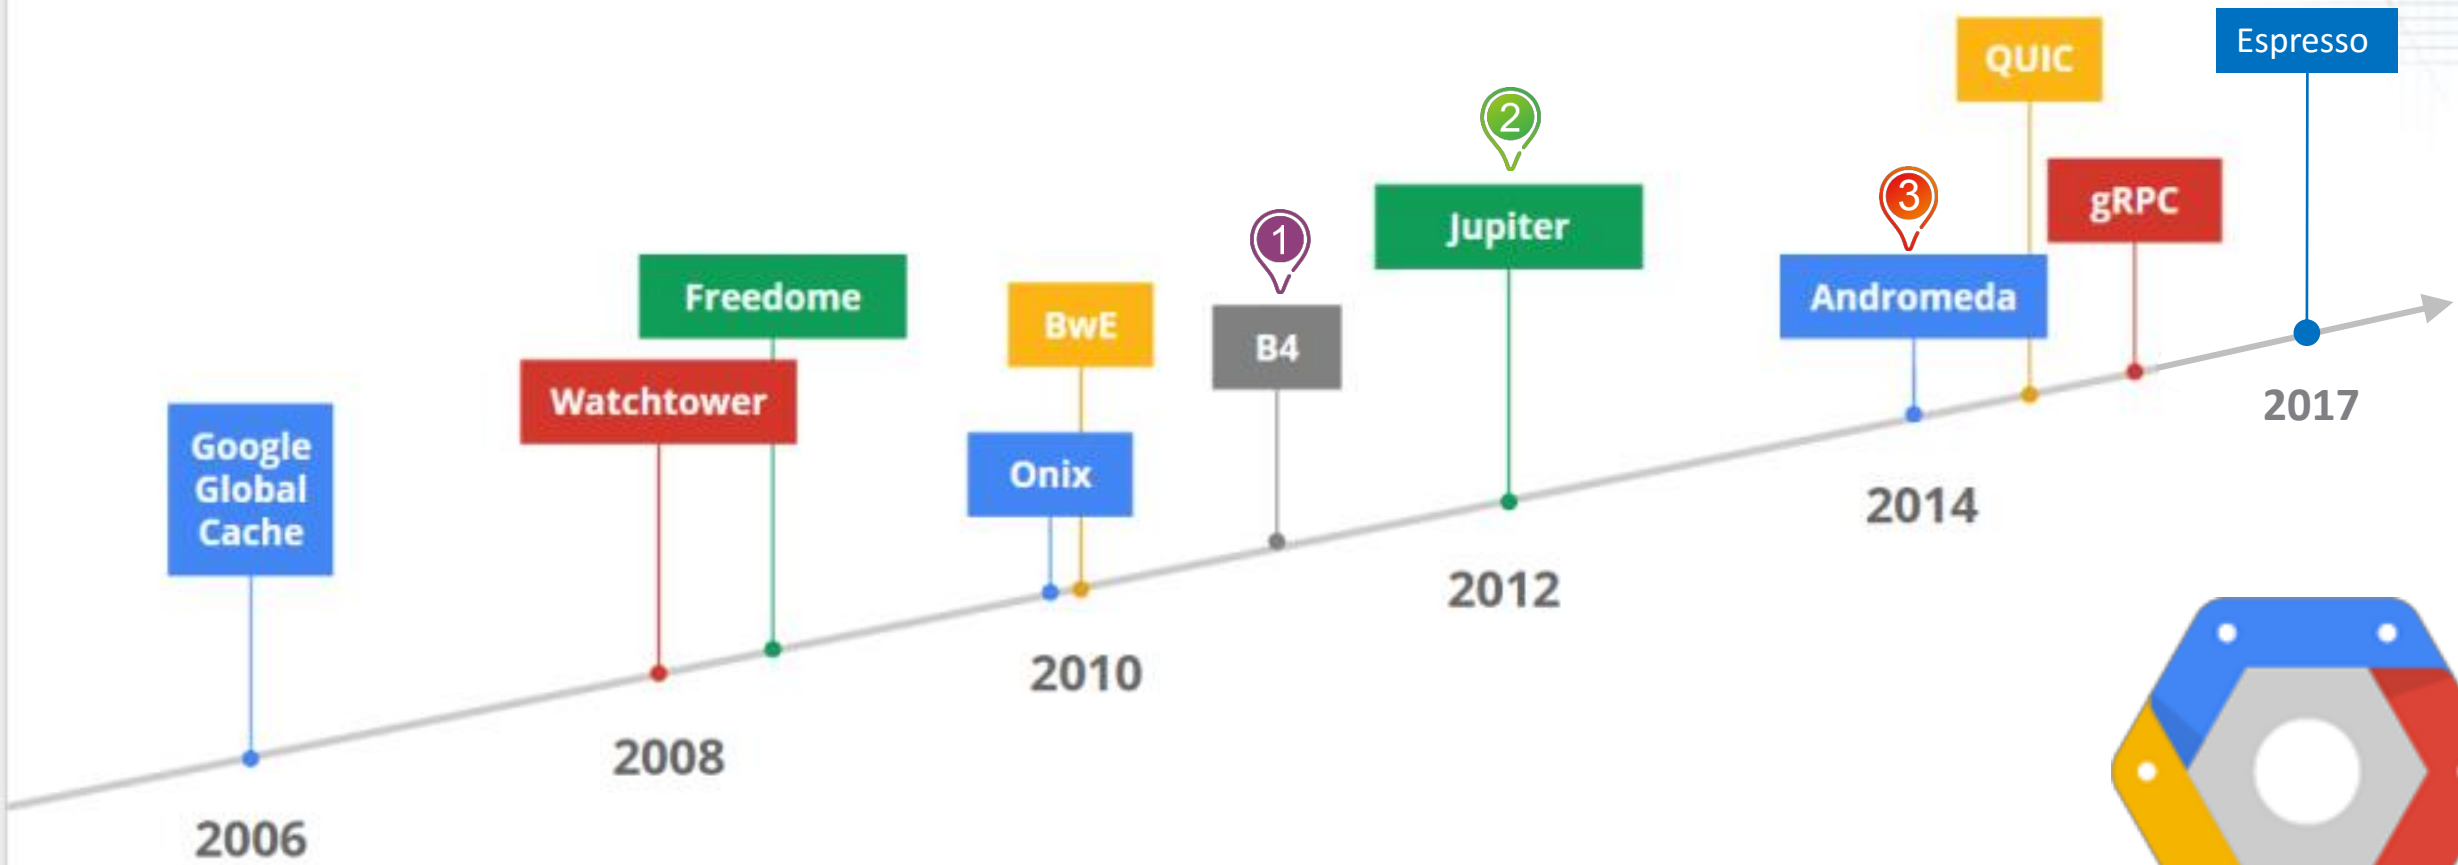 Espresso
QUIC
2
3
gRPC
Jupiter
1
Freedome
Andromeda
BwE
B4
Watchtower
2017
Google
Global
Cache
Onix
2014
2012
2010
2008
2006